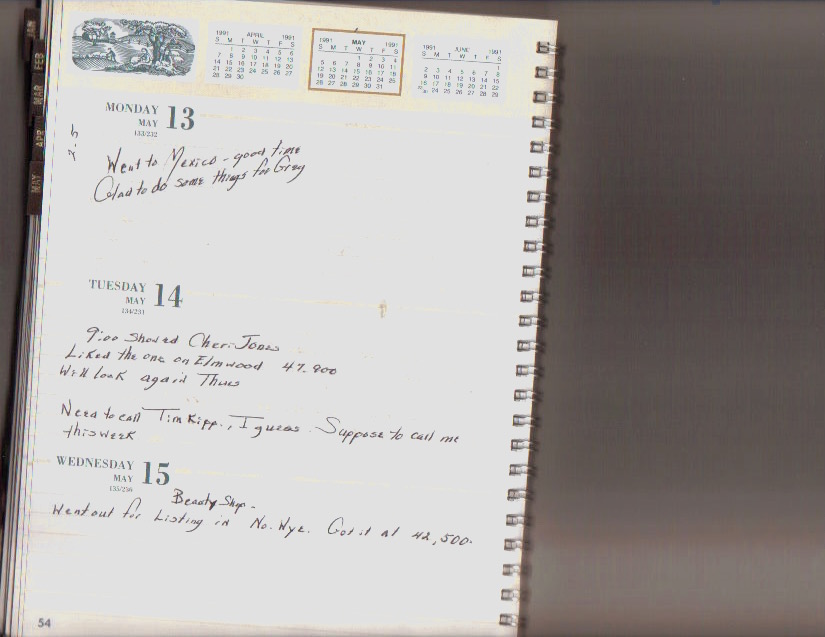 JAN
FEB
MAR
APR
MAY
1991 APRIL 1991
S M T W T F S
1 2 3 4 5 6
7 8 9 10 11 12 13
14 15 16 17 18 19 20
21 22 23 24 25 26 27
28 29 30
1991 MAY 1991
S M T W T F S
1 2 3 4
5 6 7 8 9 10 11
12 13 14 15 16 17 18
19 20 21 22 23 24 25
26 27 28 29 30 31
1991 JUNE 1991
S M T W T F S
1
2 3 4 5 6 7 8
9 10 11 12 13 14 15
16 17 18 19 20 21 22
23/30 24 25 26 27 28 29
MONDAY 13
MAY
133/232
2.5
Went to Mexico - good time
Glad to do some things for Greg
TUESDAY 14
MAY
134/231
9:00 Showed Cheri Jones
Liked the one on Elmwood 47.900
Will look again Thurs
Need to call Tim Kipp., I guess. Suppose to call me
this week
WEDNESDAY 15
MAY
135/230
Beauty Shop -
Went out for Listing in No. Hye. Got it at 42,500.
54